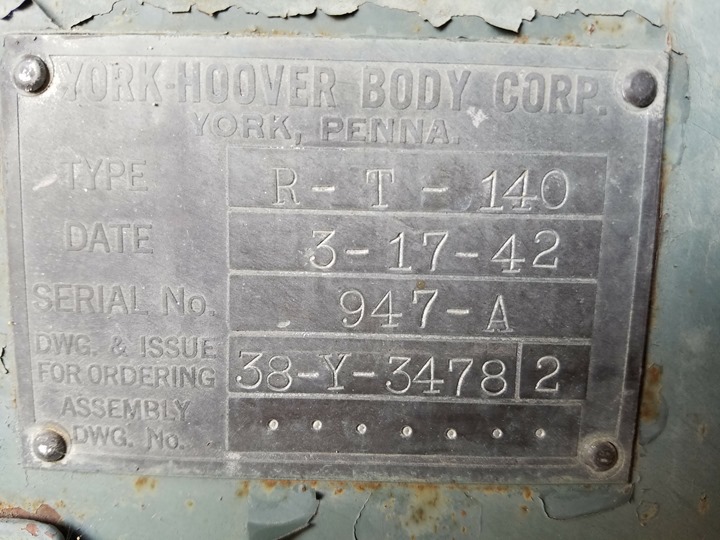 YORK-HOOVER BODY CORP.
YORK, PENNA.
TYPE R-T-140
DATE 3-17-42
SERIAL No. 947-A
DWG. & ISSUE
FOR ORDERING 38-Y-3478 2
ASSEMBLY
DWG. No. .......